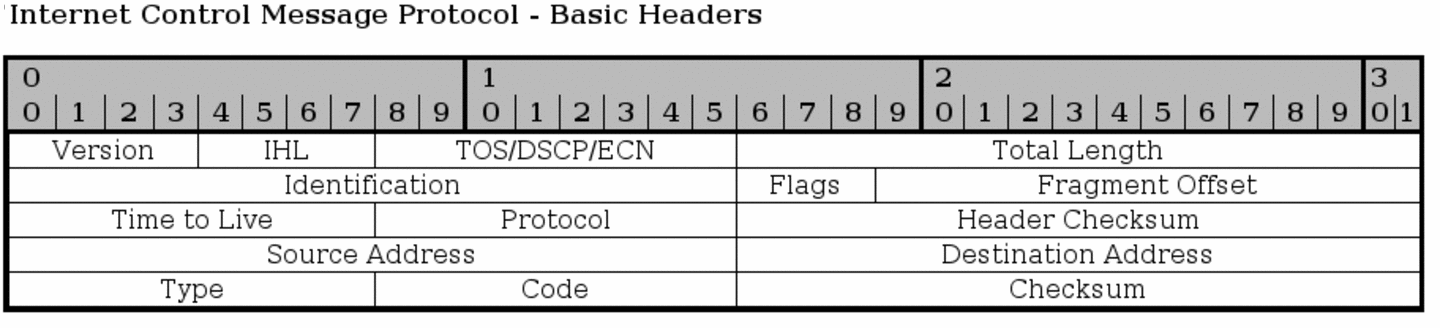 Internet Control Message Protocol - Basic Headers
0 1 2 3
0 1 2 3 4 5 6 7 8 9 0 1 2 3 4 5 6 7 8 9 0 1 2 3 4 5 6 7 8 9 0 1
Version IHL TOS/DSCP/ECN Total Length
Identification Flags Fragment Offset
Time to Live Protocol Header Checksum
Source Address Destination Address
Type Code Checksum